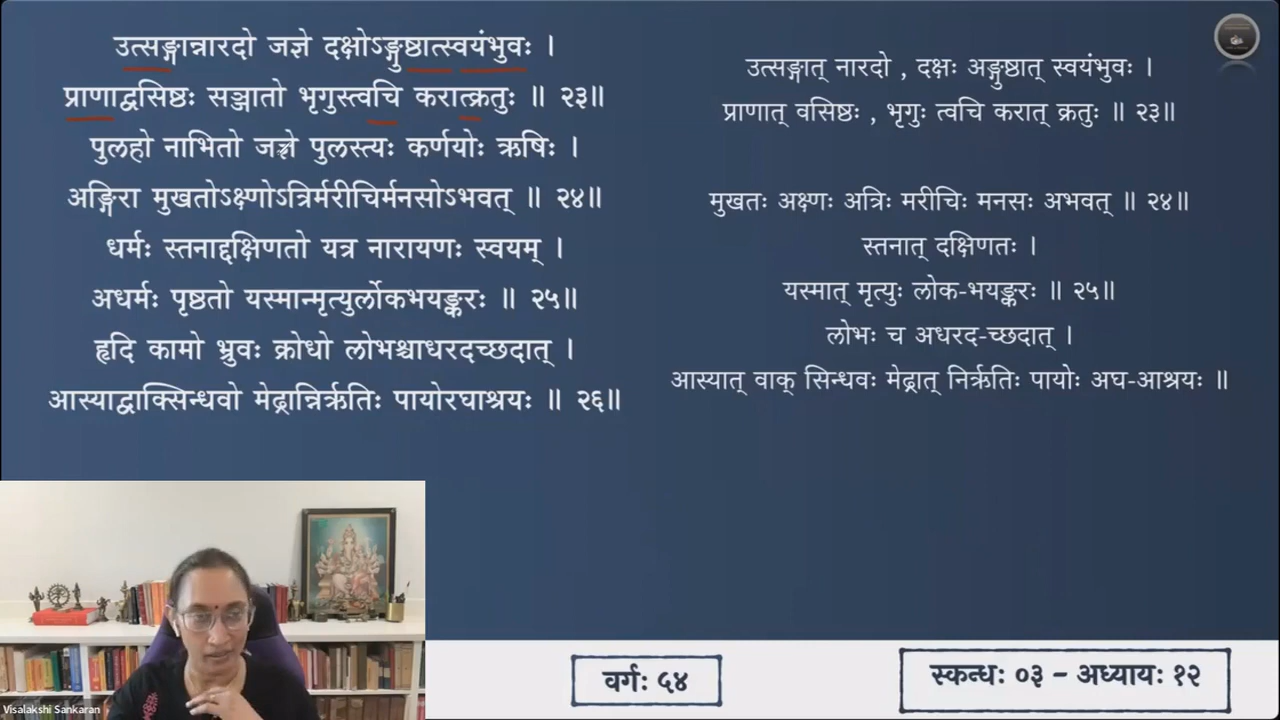 उत्सङ्गान्नारदो जज्ञे दक्षोऽङ्गुष्ठात्स्वयंभुवः ।
प्राणाद्वसिष्ठः सञ्जातो भृगुस्त्वचि करात्क्रतुः ॥ २३॥
पुलहो नाभितो जज्ञे पुलस्त्यः कर्णयोः ऋषिः ।
अङ्गिरा मुखतोऽक्ष्णोऽत्रिर्मरीचिर्मनसोऽभवत् ॥ २४॥
धर्मः स्तनाद्दक्षिणतो यत्र नारायणः स्वयम् ।
अधर्मः पृष्ठतो यस्मान्मृत्युर्लोकभयङ्करः ॥ २५॥
हृदि कामो भ्रुवः क्रोधो लोभश्चाधरदच्छदात् ।
आस्याद्वाक्सिन्धवो मेढ्रान्निरृतिः पायोरघाश्रयः ॥ २६॥
उत्सङ्गात् नारदो , दक्षः अङ्गुष्ठात् स्वयंभुवः ।
प्राणात् वसिष्ठः , भृगुः त्वचि करात् क्रतुः ॥ २३॥
मुखतः अक्ष्णः अत्रिः मरीचिः मनसः अभवत् ॥ २४॥
स्तनात् दक्षिणतः ।
यस्मात् मृत्युः लोक-भयङ्करः ॥ २५॥
लोभः च अधरद-च्छदात् ।
आस्यात् वाक् सिन्धवः मेढ्रात् निरृतिः पायोः अघ-आश्रयः ॥
Visalakshi Sankaran
वर्गः ५४
स्कन्धः ०३ - अध्यायः १२